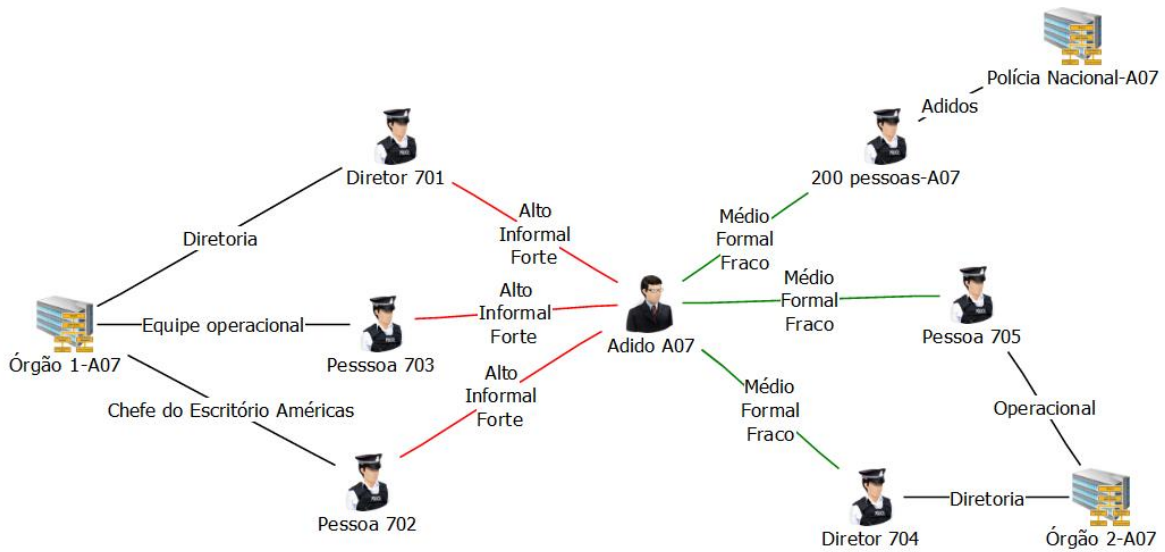 Polícia Nacional-A07
Adidos
Diretor 701
200 pessoas-A07
Alto
Informal
Forte
Médio
Formal
Fraco
Diretoria
Alto
Informal
Forte
Médio
Formal
Fraco
Equipe operacional
Órgão 1-A07
Pesssoa 703
Adido A07
Pessoa 705
Alto
Informal
Forte
Médio
Formal
Fraco
Chefe do Escritório Américas
Operacional
Pessoa 702
Diretoria
Diretor 704
Órgão 2-A07